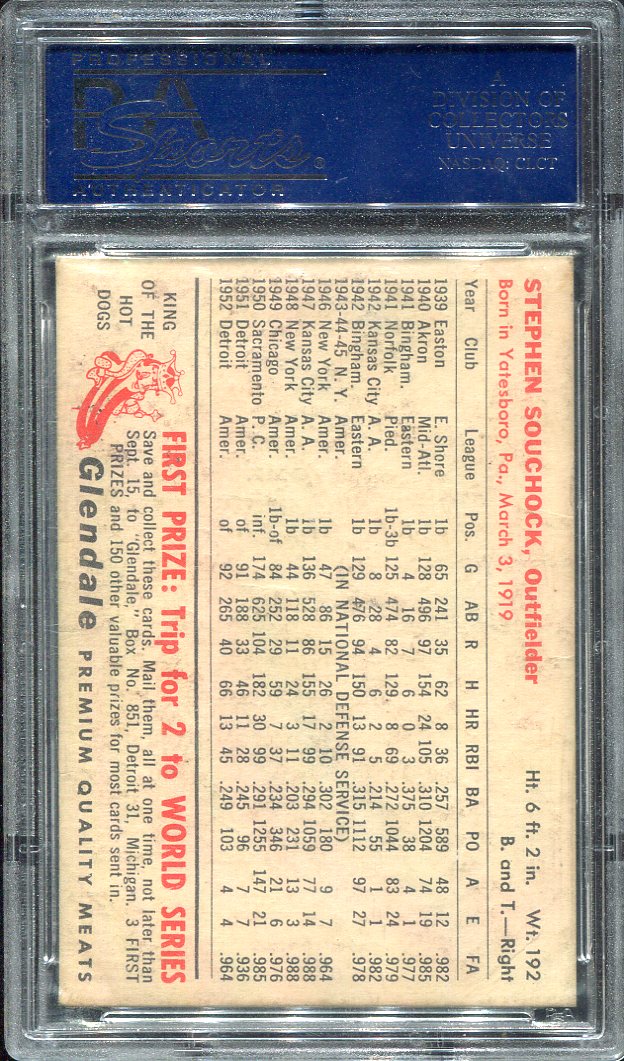 PROFESSIONAL
PSA
Sports®
AUTHENTICATOR
A
DIVISION OF
COLLECTORS
UNIVERSE
NASDAQ: CLCT
STEPHEN SOUCHOCK, Outfielder Ht. 6 ft. 2 in. Wt. 192
Born in Yatesboro, Pa., March 3, 1919 B. and T.—Right
Year Club League Pos. G AB R H HR RBI BA PO A E FA
1939 Easton E. Shore 1b 65 241 35 62 8 36 .257 589 48 12 .982
1940 Akron Mid-Atl. 1b 128 496 97 154 24 105 .310 1204 74 19 .985
1941 Bingham. Eastern 1b 4 16 7 6 0 3 .375 38 4 1 .977
1941 Norfolk Pied. 1b-3b 125 474 82 129 8 69 .272 1044 83 24 .979
1942 Kansas City A. A. 1b 8 28 4 6 2 5 .214 55 1 1 .982
1942 Bingham. Eastern 1b 129 476 94 150 13 91 .315 1112 97 27 .978
1943-44-45 N. Y. Amer. (IN NATIONAL DEFENSE SERVICE)
1946 New York Amer. 1b 47 86 15 26 2 10 .302 180 9 7 .964
1947 Kansas City A. A. 1b 136 528 86 155 17 99 .294 1059 77 14 .988
1948 New York Amer. 1b 44 118 11 24 3 11 .203 231 13 3 .988
1949 Chicago Amer. 1b-of 84 252 29 59 7 37 .234 346 21 6 .976
1950 Sacramento P. C. inf. 174 625 104 182 30 99 .291 1255 147 21 .985
1951 Detroit Amer. of 91 188 33 46 11 28 .245 96 7 7 .936
1952 Detroit Amer. of 92 265 40 66 13 45 .249 103 4 4 .964
KING
OF THE
HOT
DOGS
FIRST PRIZE: Trip for 2 to WORLD SERIES
Save and collect these cards. Mail them, all at one time, not later than
Sept. 15, to "Glendale," Box No. 851, Detroit 31, Michigan. 3 FIRST
PRIZES and 150 other valuable prizes for most cards sent in.
Glendale PREMIUM QUALITY MEATS